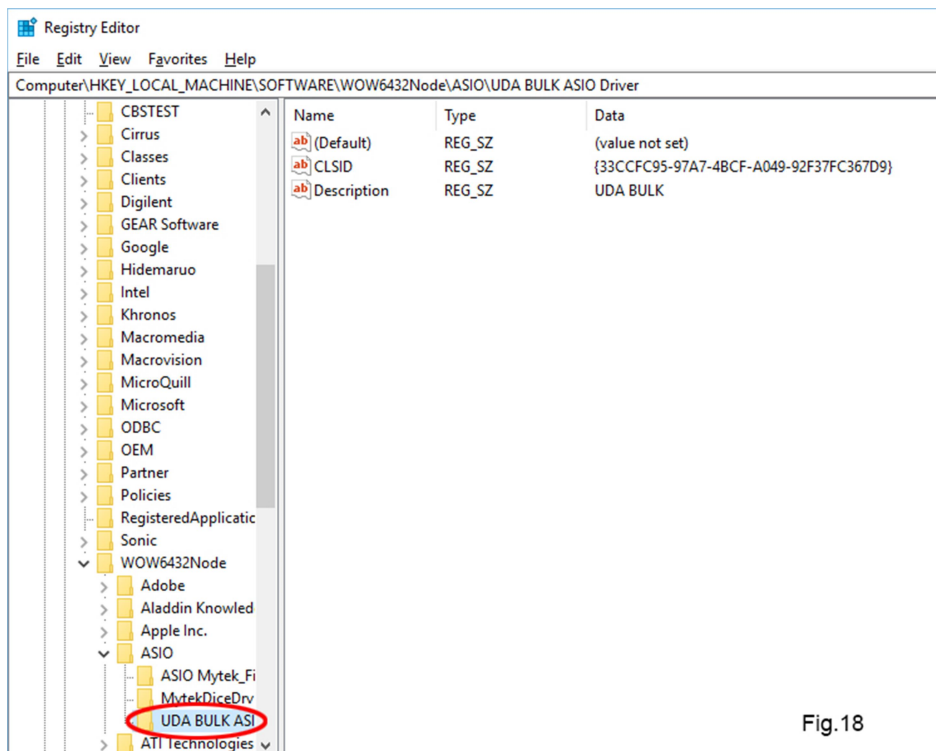 Registry Editor
File Edit View Favorites Help
Computer\HKEY_LOCAL_MACHINE\SOFTWARE\WOW6432Node\ASIO\UDA BULK ASIO Driver
CBSTEST
Cirrus
Classes
Clients
Digilent
GEAR Software
Google
Hidemaruo
Intel
Khronos
Macromedia
Macrovision
MicroQuill
Microsoft
ODBC
OEM
Partner
Policies
RegisteredApplicatic
Sonic
WOW6432Node
Adobe
Aladdin Knowled
Apple Inc.
ASIO
ASIO Mytek_Fi
MytekDiceDrv
UDA BULK ASI
ATI Technologies
Name Type Data
ab (Default) REG_SZ (value not set)
ab CLSID REG_SZ {33CCFC95-97A7-4BCF-A049-92F37FC367D9}
ab Description REG_SZ UDA BULK
Fig.18